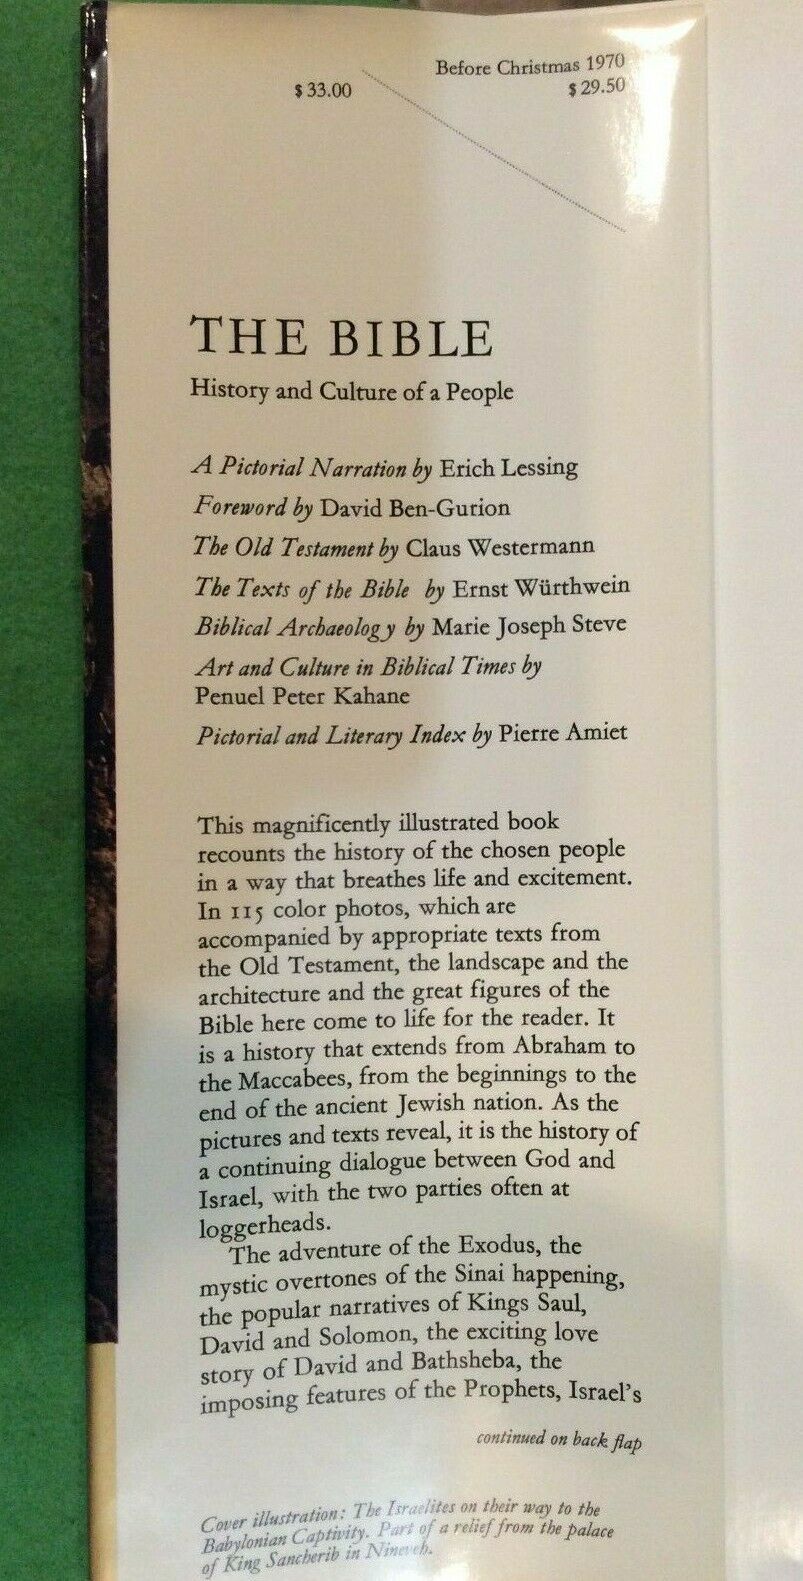 Before Christmas 1970
$ 33.00 $ 29.50
THE BIBLE
History and Culture of a People
A Pictorial Narration by Erich Lessing
Foreword by David Ben-Gurion
The Old Testament by Claus Westermann
The Texts of the Bible by Ernst Würthwein
Biblical Archaeology by Marie Joseph Steve
Art and Culture in Biblical Times by
Penuel Peter Kahane
Pictorial and Literary Index by Pierre Amiet
This magnificently illustrated book
recounts the history of the chosen people
in a way that breathes life and excitement.
In 115 color photos, which are
accompanied by appropriate texts from
the Old Testament, the landscape and the
architecture and the great figures of the
Bible here come to life for the reader. It
is a history that extends from Abraham to
the Maccabees, from the beginnings to the
end of the ancient Jewish nation. As the
pictures and texts reveal, it is the history of
a continuing dialogue between God and
Israel, with the two parties often at
loggerheads.
The adventure of the Exodus, the
mystic overtones of the Sinai happening,
the popular narratives of Kings Saul,
David and Solomon, the exciting love
story of David and Bathsheba, the
imposing features of the Prophets, Israel's
continued on back flap
Cover illustration: The Israelites on their way to the
Babylonian Captivity. Part of a relief from the palace
of King Sancherib in Nineveh.